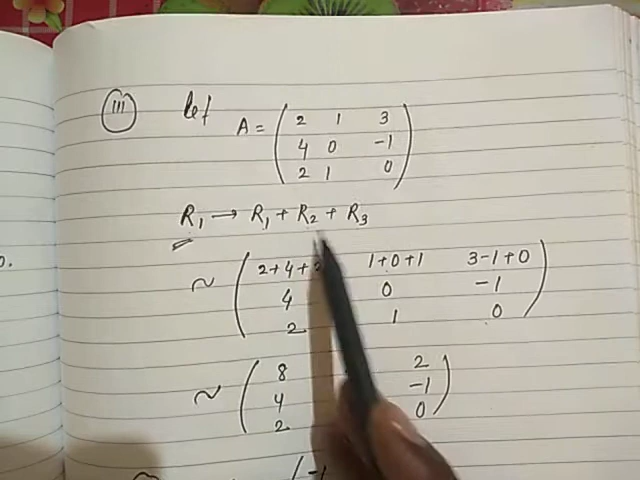 (III) let
A = ( 2 1 3
4 0 -1
2 1 0 )
R₁ → R₁ + R₂ + R₃
~ ( 2+4+2 1+0+1 3-1+0
4 0 -1
2 1 0 )
~ ( 8 2
4 -1
2 0 )